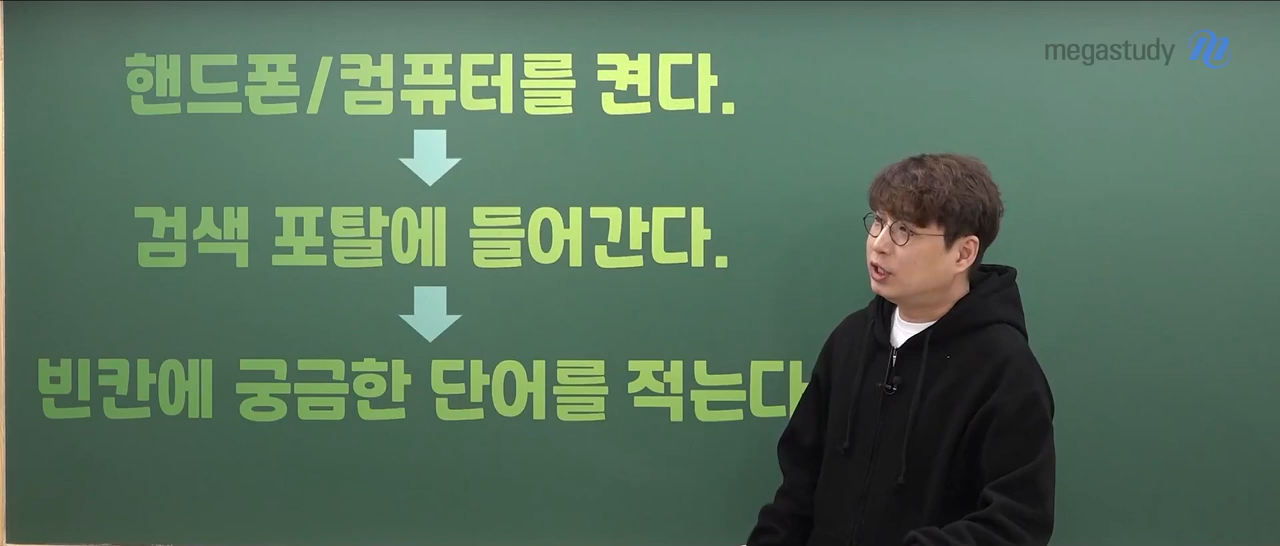 megastudy
핸드폰/컴퓨터를 켠다.
검색 포탈에 들어간다.
빈칸에 궁금한 단어를 적는다